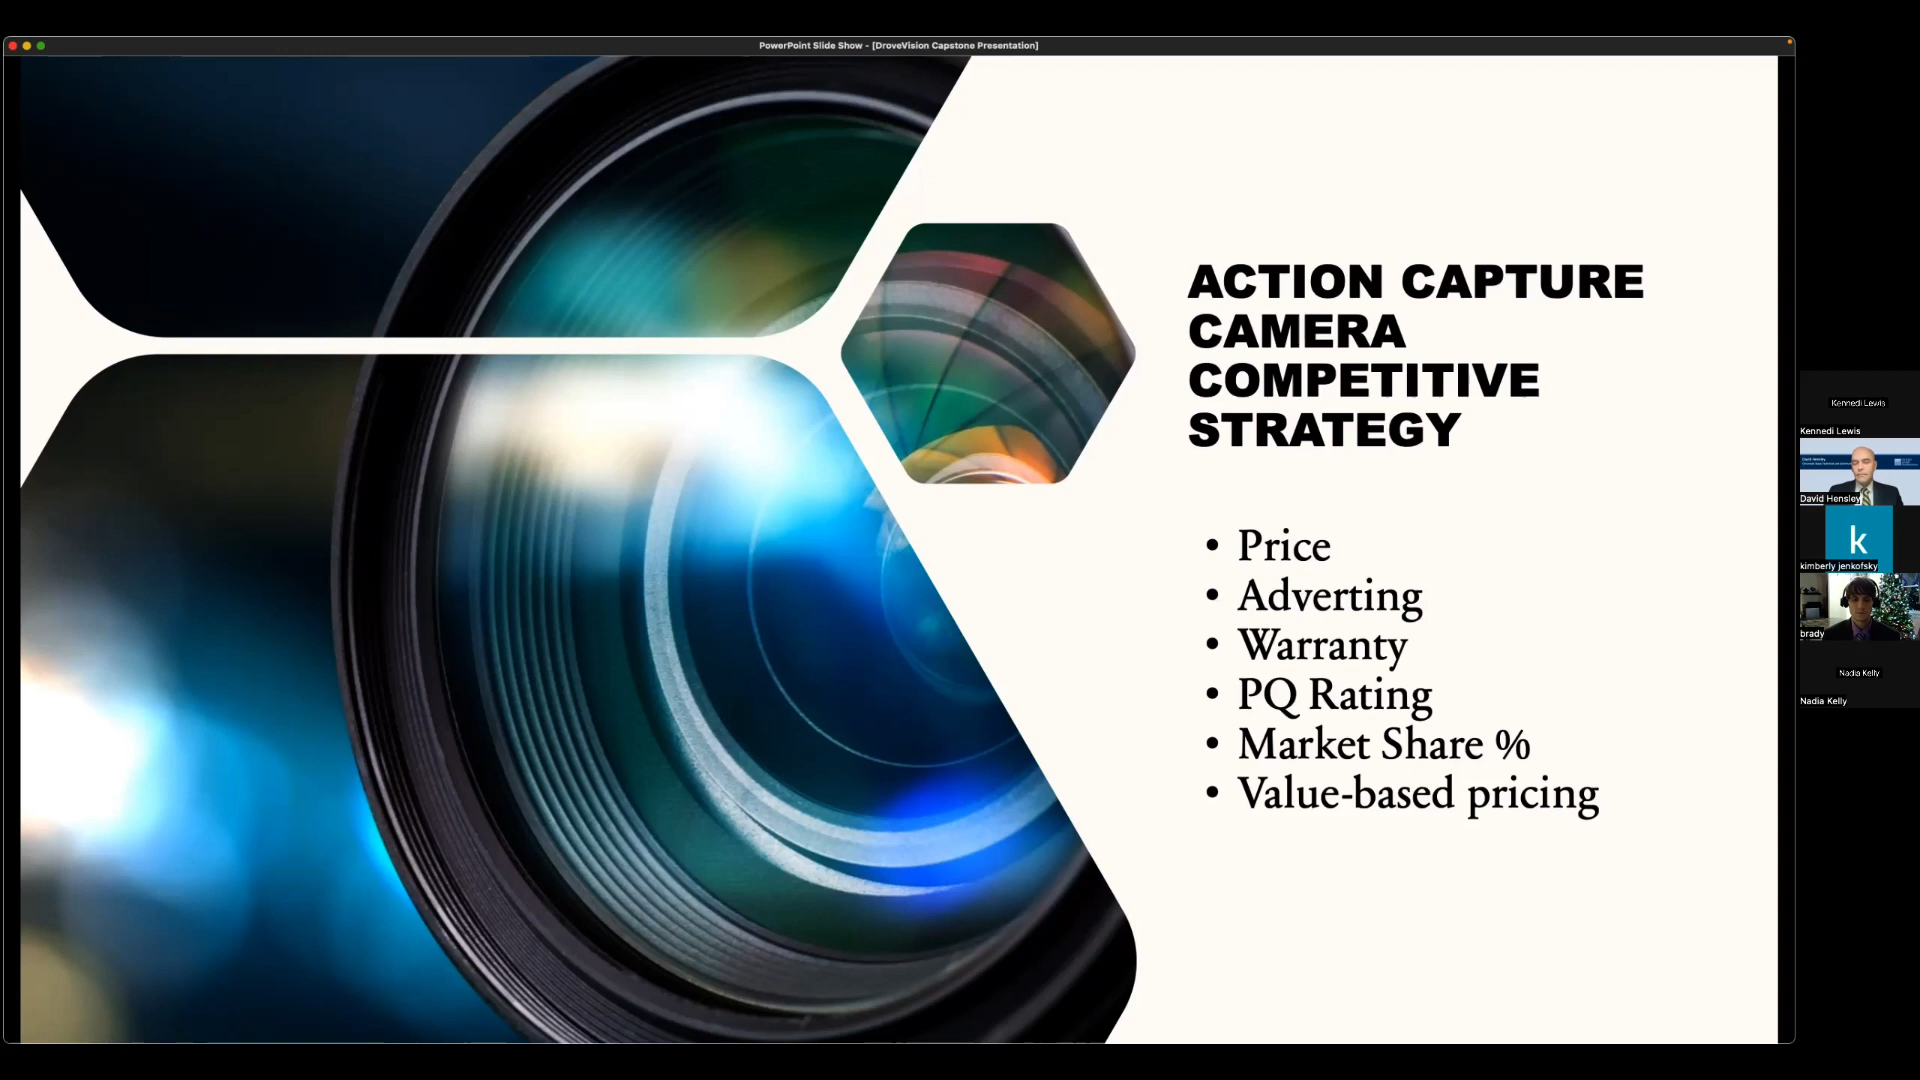 PowerPoint Slide Show - [DroveVision Capstone Presentation]
ACTION CAPTURE
CAMERA
COMPETITIVE
STRATEGY
• Price
• Adverting
• Warranty
• PQ Rating
• Market Share %
• Value-based pricing
Kennedi Lewis
Kennedi Lewis
David Hensley
k
kimberly jenkofsky
brady
Nadia Kelly
Nadia Kelly